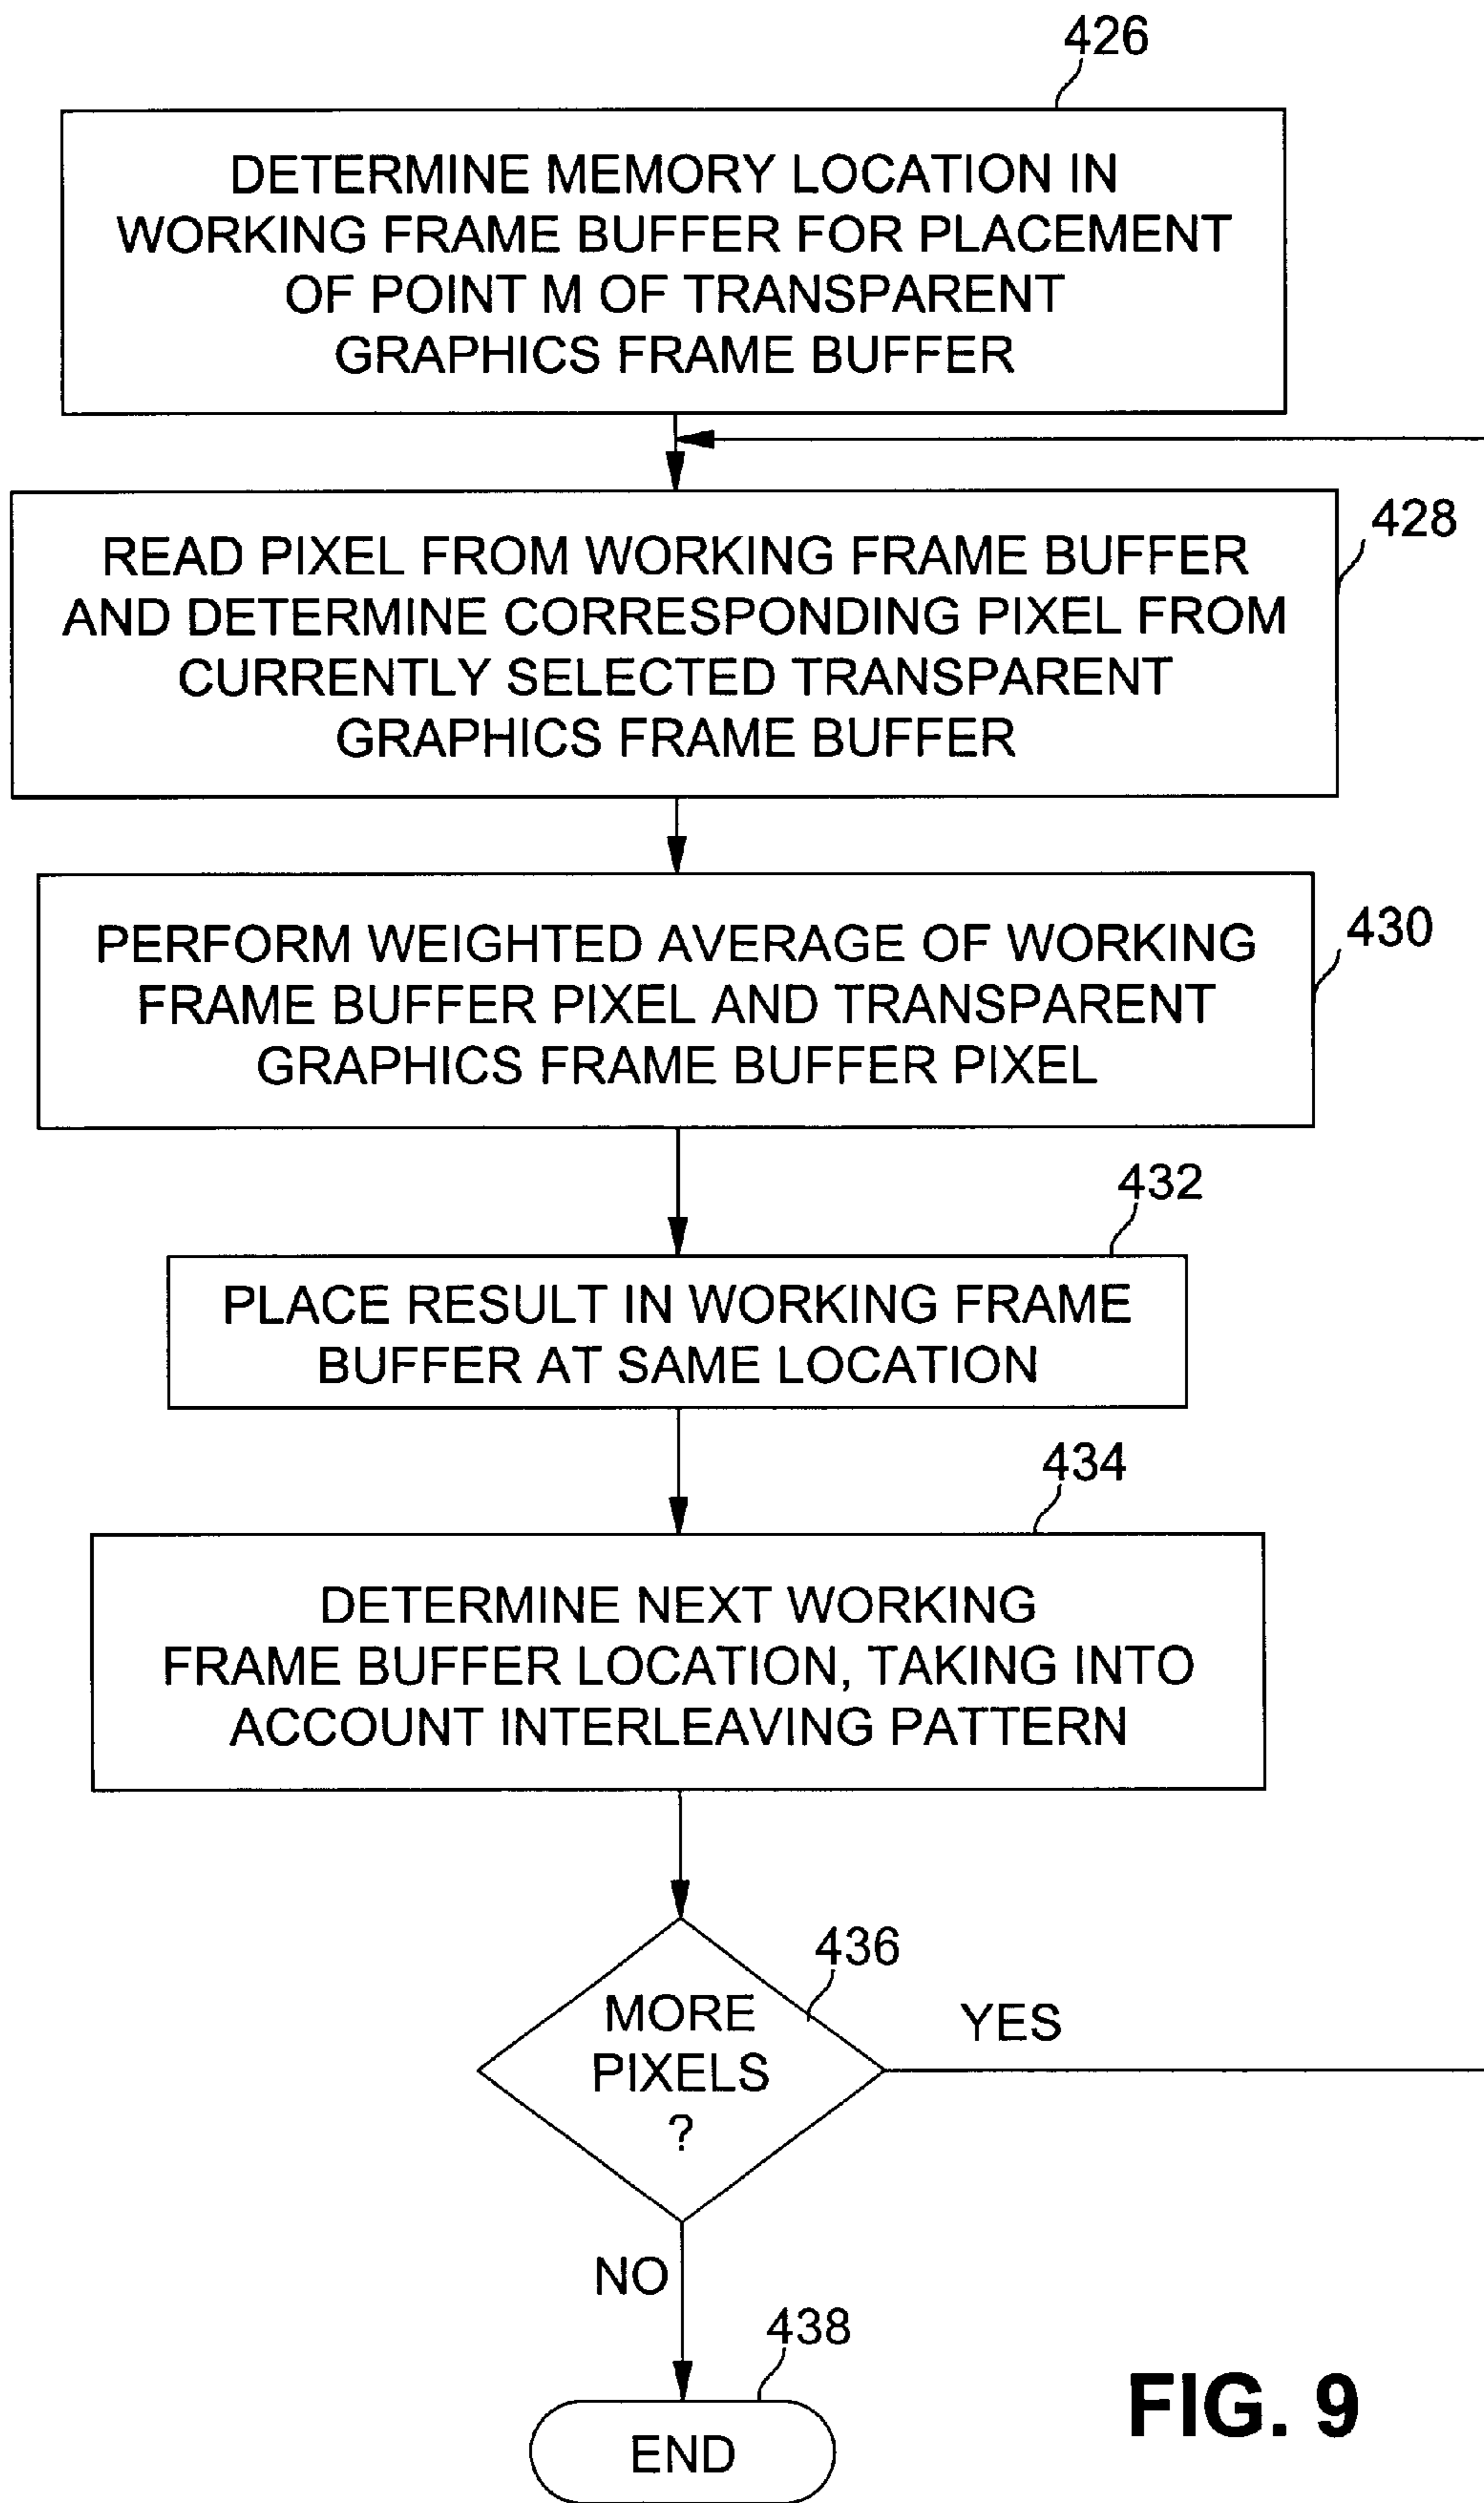 426
DETERMINE MEMORY LOCATION IN
WORKING FRAME BUFFER FOR PLACEMENT
OF POINT M OF TRANSPARENT
GRAPHICS FRAME BUFFER
428
READ PIXEL FROM WORKING FRAME BUFFER
AND DETERMINE CORRESPONDING PIXEL FROM
CURRENTLY SELECTED TRANSPARENT
GRAPHICS FRAME BUFFER
430
PERFORM WEIGHTED AVERAGE OF WORKING
FRAME BUFFER PIXEL AND TRANSPARENT
GRAPHICS FRAME BUFFER PIXEL
432
PLACE RESULT IN WORKING FRAME
BUFFER AT SAME LOCATION
434
DETERMINE NEXT WORKING
FRAME BUFFER LOCATION, TAKING INTO
ACCOUNT INTERLEAVING PATTERN
436
MORE
PIXELS
?
YES
NO
438
END
FIG. 9